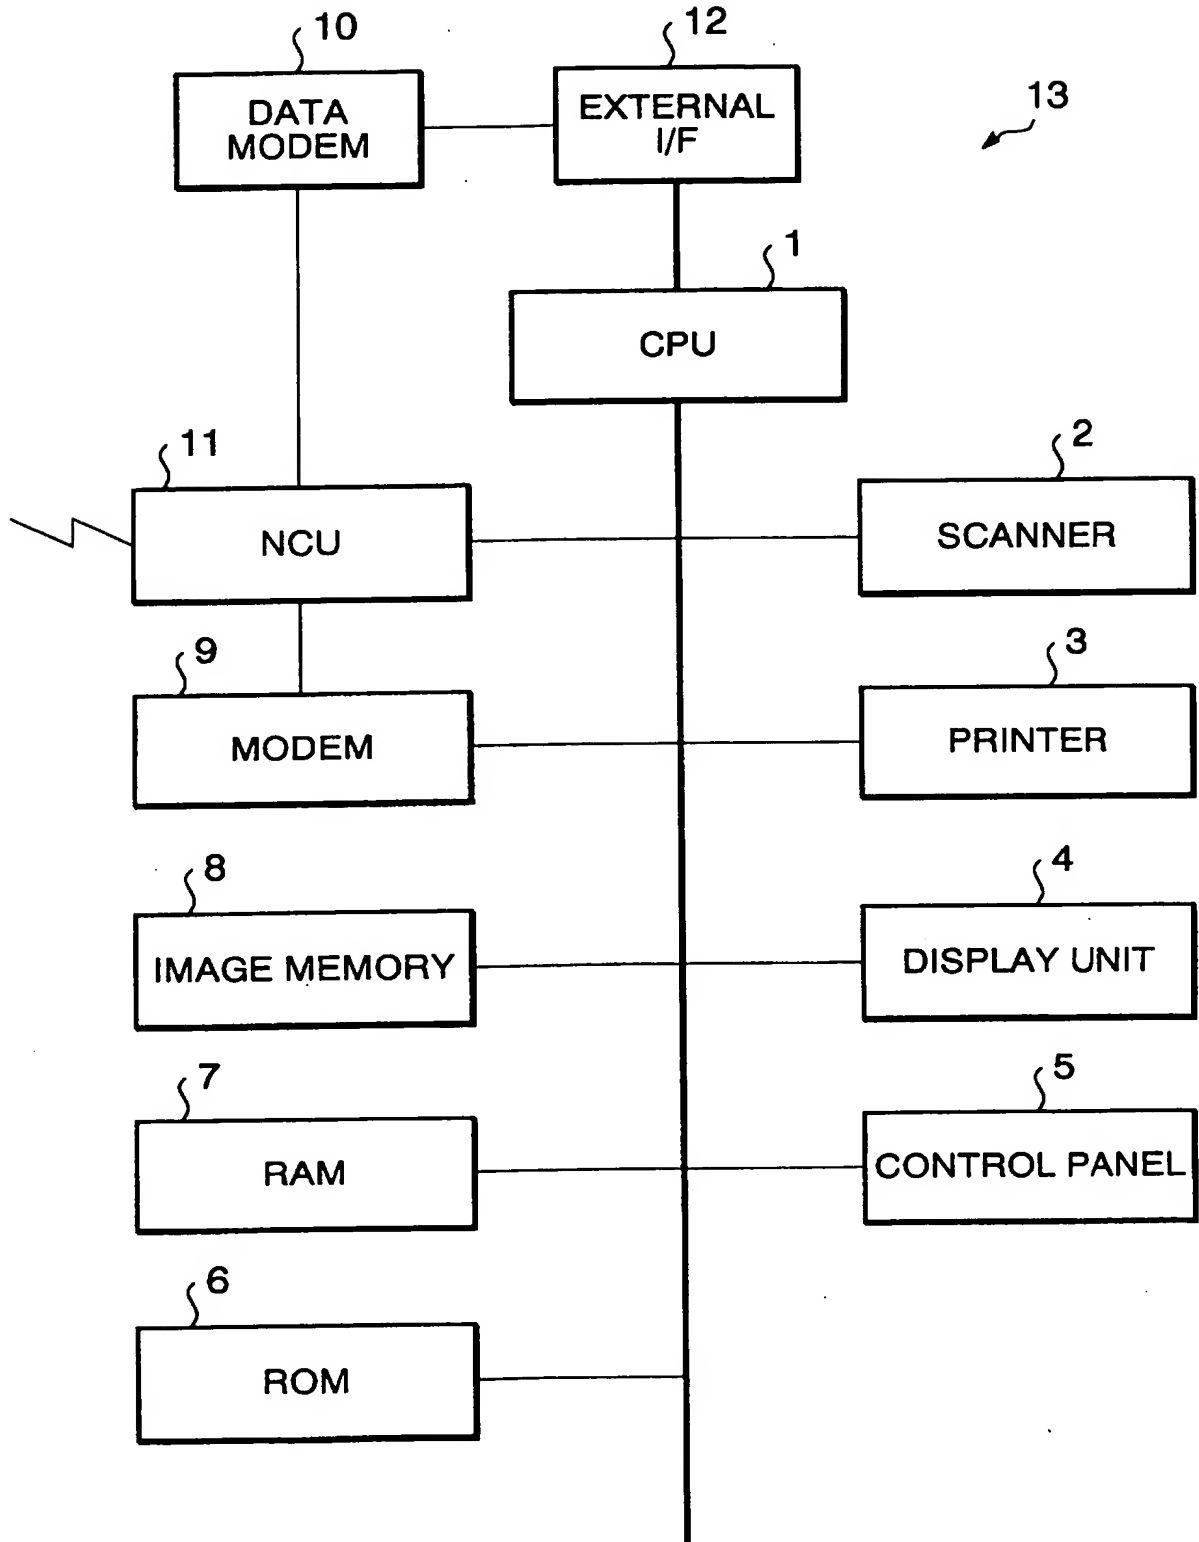 10
12
13
DATA
MODEM
EXTERNAL
I/F
1
CPU
11
2
NCU
SCANNER
9
3
MODEM
PRINTER
8
4
IMAGE MEMORY
DISPLAY UNIT
7
5
RAM
CONTROL PANEL
6
ROM